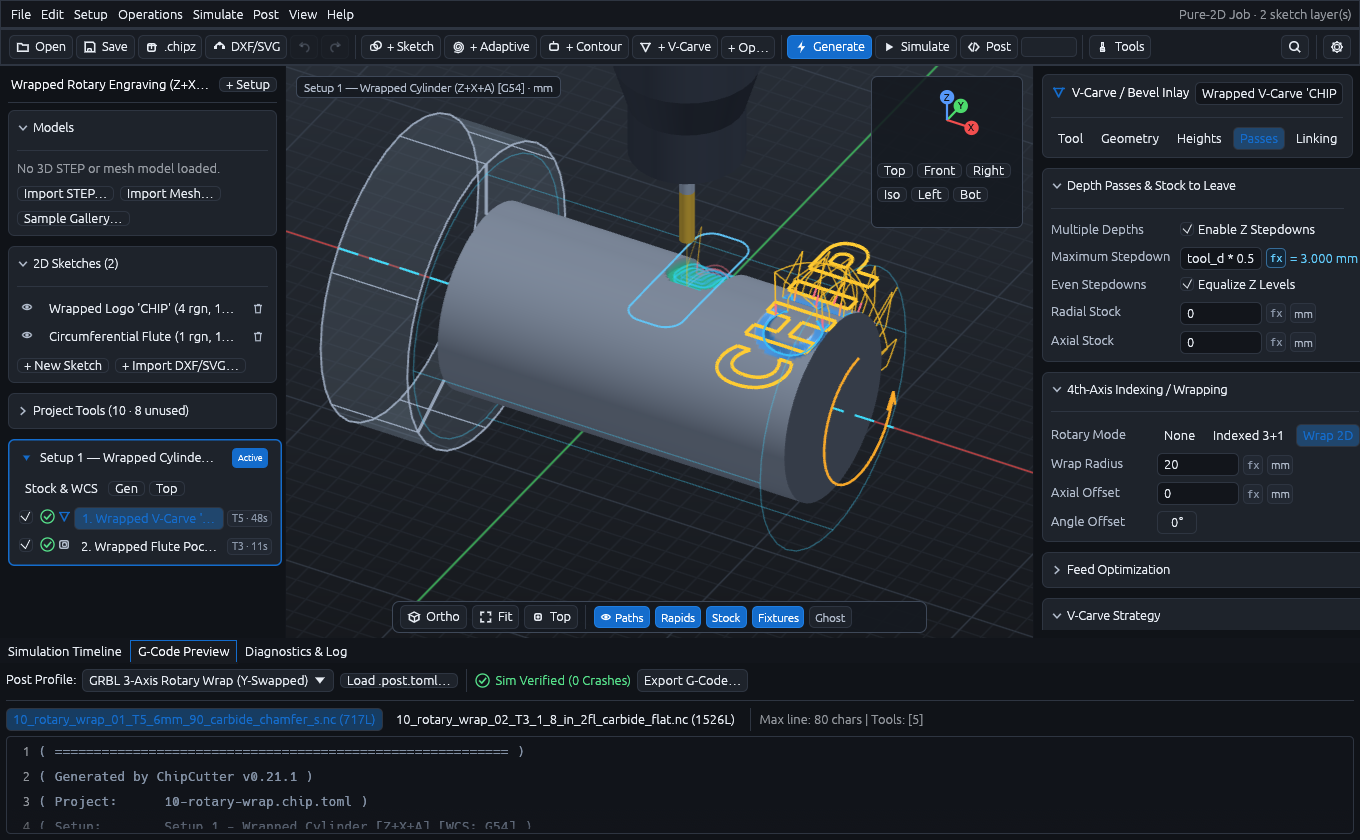 File Edit Setup Operations Simulate Post View Help
Pure-2D Job · 2 sketch layer(s)
Open Save .chipz DXF/SVG + Sketch + Adaptive + Contour + V-Carve + Op... Generate Simulate Post Tools
Wrapped Rotary Engraving (Z+X... + Setup
Models
No 3D STEP or mesh model loaded.
Import STEP... Import Mesh...
Sample Gallery...
2D Sketches (2)
Wrapped Logo 'CHIP' (4 rgn, 1...
Circumferential Flute (1 rgn, 1...
+ New Sketch + Import DXF/SVG...
Project Tools (10 · 8 unused)
Setup 1 — Wrapped Cylinde... Active
Stock & WCS Gen Top
1. Wrapped V-Carve '... T5 · 48s
2. Wrapped Flute Poc... T3 · 11s
Setup 1 — Wrapped Cylinder (Z+X+A) [G54] · mm
Z
Y
X
Top Front Right
Iso Left Bot
CHIP
Ortho Fit Top Paths Rapids Stock Fixtures Ghost
V-Carve / Bevel Inlay Wrapped V-Carve 'CHIP
Tool Geometry Heights Passes Linking
Depth Passes & Stock to Leave
Multiple Depths Enable Z Stepdowns
Maximum Stepdown tool_d * 0.5 fx = 3.000 mm
Even Stepdowns Equalize Z Levels
Radial Stock 0 fx mm
Axial Stock 0 fx mm
4th-Axis Indexing / Wrapping
Rotary Mode None Indexed 3+1 Wrap 2D
Wrap Radius 20 fx mm
Axial Offset 0 fx mm
Angle Offset 0°
Feed Optimization
V-Carve Strategy
Simulation Timeline G-Code Preview Diagnostics & Log
Post Profile: GRBL 3-Axis Rotary Wrap (Y-Swapped) Load .post.toml... Sim Verified (0 Crashes) Export G-Code...
10_rotary_wrap_01_T5_6mm_90_carbide_chamfer_s.nc (717L) 10_rotary_wrap_02_T3_1_8_in_2fl_carbide_flat.nc (1526L) Max line: 80 chars | Tools: [5]
1 ( ========================================================== )
2 ( Generated by ChipCutter v0.21.1 )
3 ( Project: 10-rotary-wrap.chip.toml )
4 ( Setup: Setup 1 - Wrapped Cylinder [Z+X+A] [WCS: G54] )